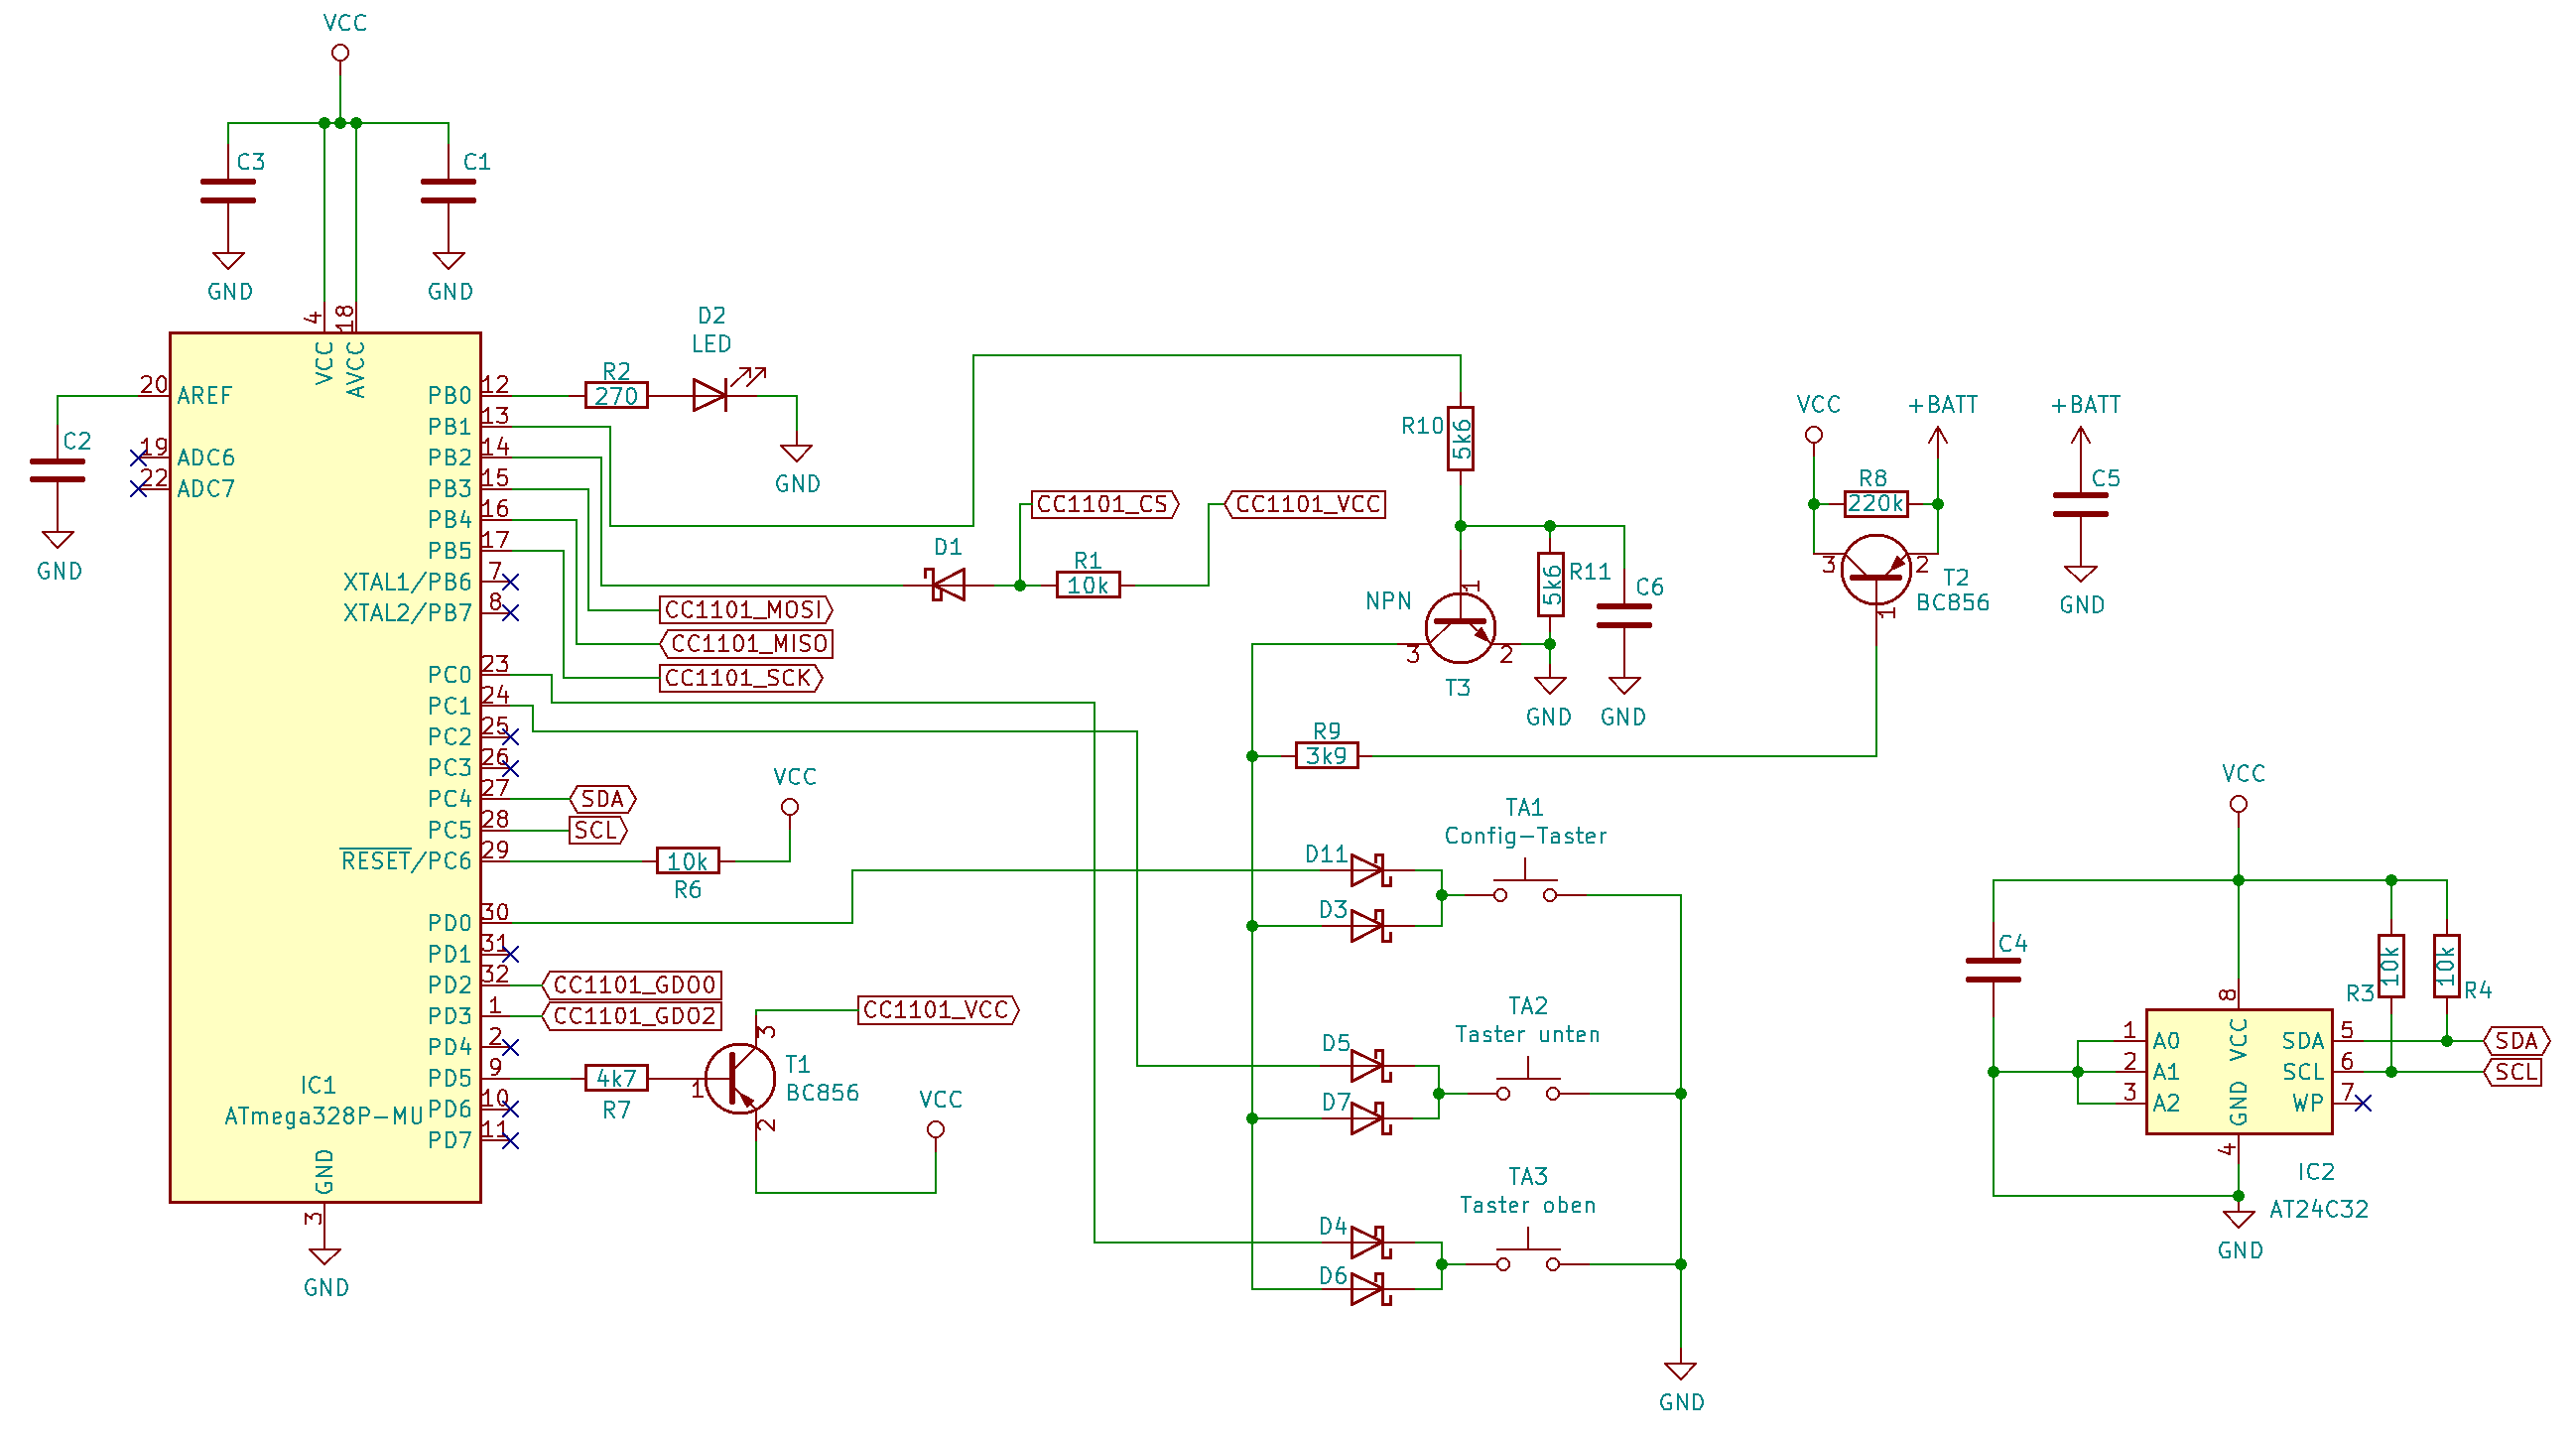 VCC
C3
C1
GND
GND
4
18
VCC
AVCC
20
AREF
19
ADC6
22
ADC7
C2
GND
PB0
12
PB1
13
PB2
14
PB3
15
PB4
16
PB5
17
XTAL1/PB6
7
XTAL2/PB7
8
PC0
23
PC1
24
PC2
25
PC3
26
PC4
27
PC5
28
RESET/PC6
29
PD0
30
PD1
31
PD2
32
PD3
1
PD4
2
PD5
9
PD6
10
PD7
11
IC1
ATmega328P-MU
GND
3
GND
R2
270
D2
LED
GND
D1
CC1101_CS
R1
10k
CC1101_VCC
CC1101_MOSI
CC1101_MISO
CC1101_SCK
SDA
SCL
10k
R6
VCC
CC1101_GDO0
CC1101_GDO2
4k7
R7
1
3
2
T1
BC856
CC1101_VCC
VCC
R10
5k6
NPN
1
3
2
T3
5k6
R11
C6
GND
GND
R9
3k9
VCC
+BATT
R8
220k
3
2
1
T2
BC856
+BATT
C5
GND
D11
D3
TA1
Config-Taster
D5
D7
TA2
Taster unten
D4
D6
TA3
Taster oben
GND
VCC
C4
10k
R3
10k
R4
8
VCC
1
A0
2
A1
3
A2
SDA
5
SCL
6
WP
7
GND
4
SDA
SCL
IC2
AT24C32
GND